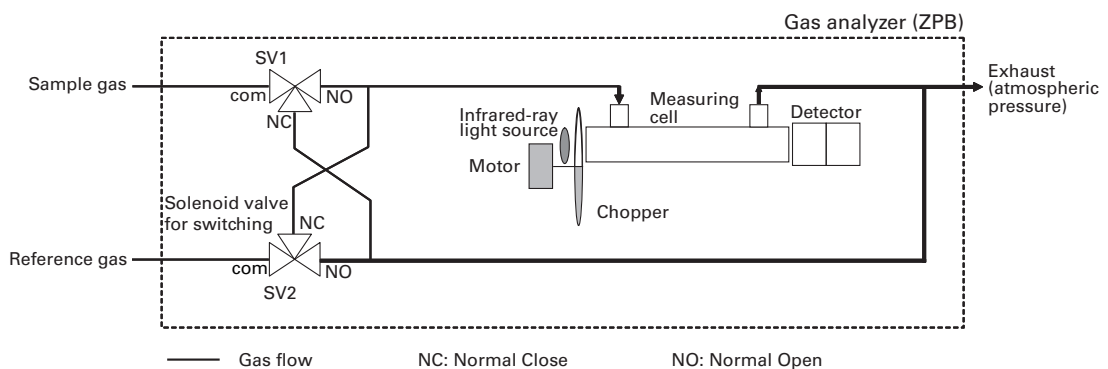 Gas analyzer (ZPB)
SV1
Sample gas
com
NO
NC
Exhaust
(atmospheric
pressure)
Measuring
cell
Detector
Infrared-ray
light source
Motor
Chopper
Solenoid valve
for switching
NC
Reference gas
com
NO
SV2
Gas flow
NC: Normal Close
NO: Normal Open